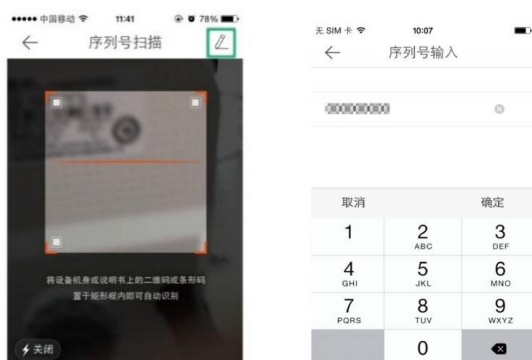 中国移动 11:41 78%
序列号扫描
将设备机身或说明书上的二维码或条形码
置于矩形框内即可自动识别
关闭
无 SIM 卡 10:07
序列号输入
取消 确定
1 2 3
ABC DEF
4 5 6
GHI JKL MNO
7 8 9
PQRS TUV WXYZ
0